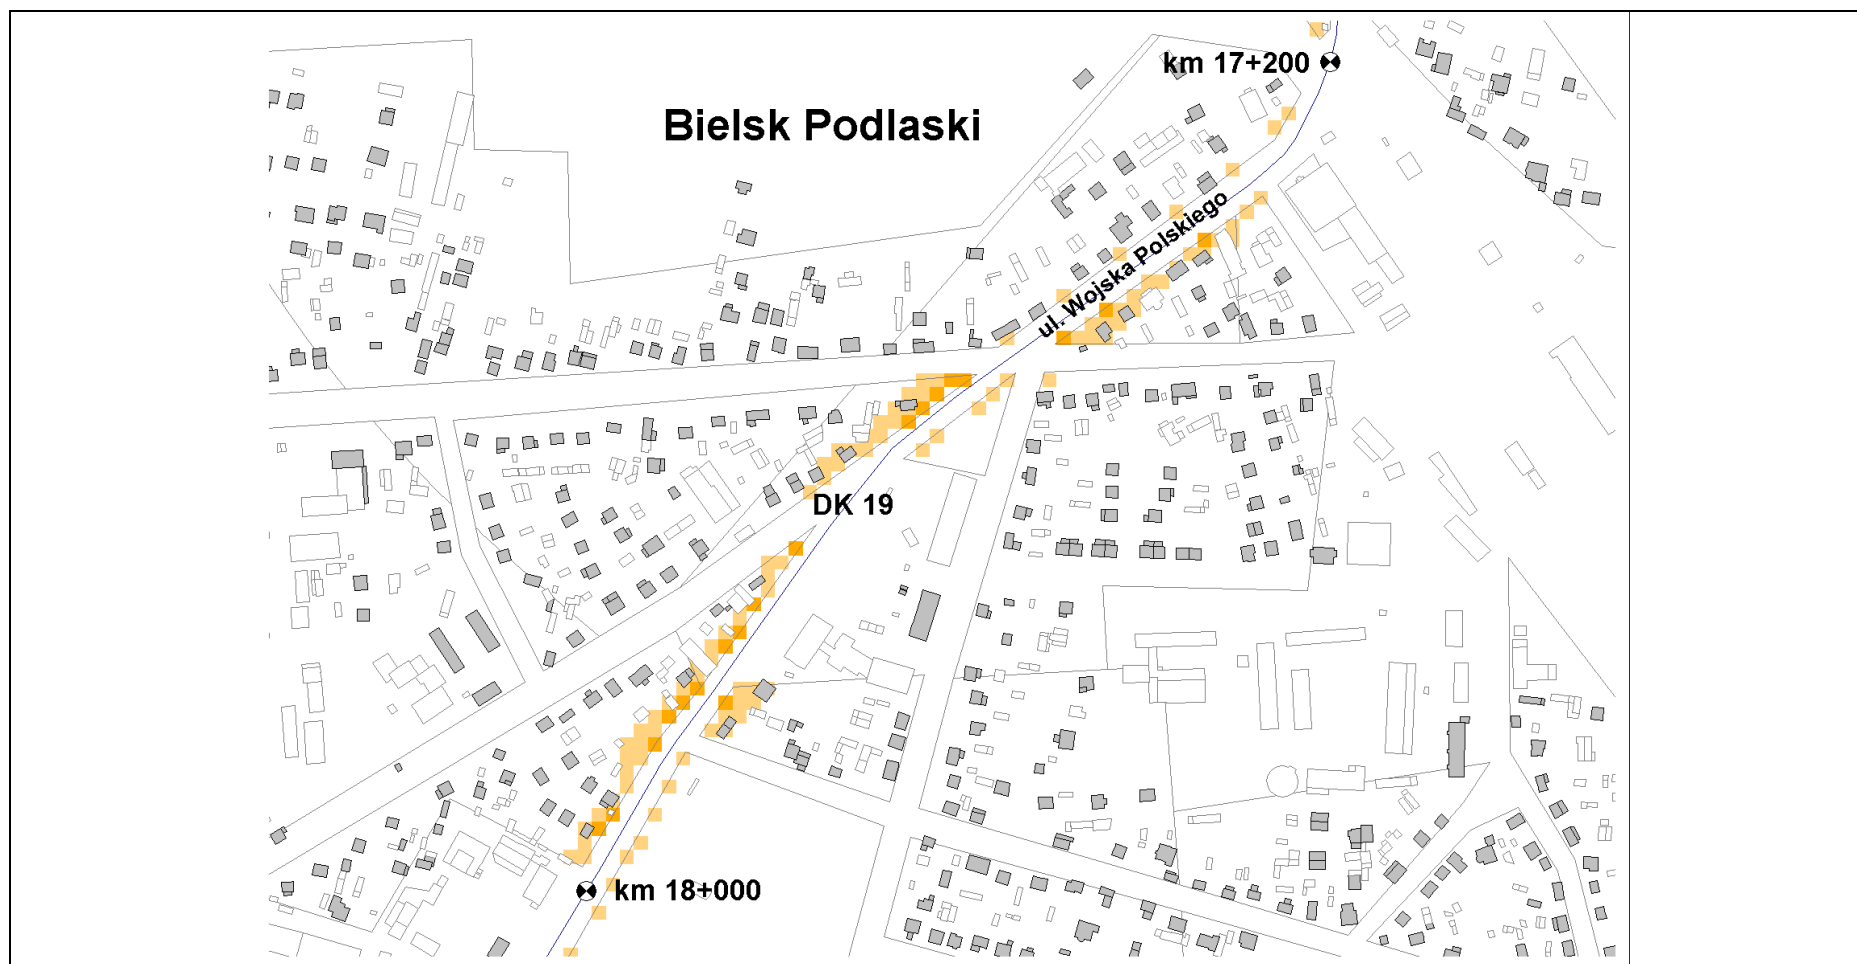 km 17+200
Bielsk Podlaski
ul. Wojska Polskiego
DK 19
km 18+000